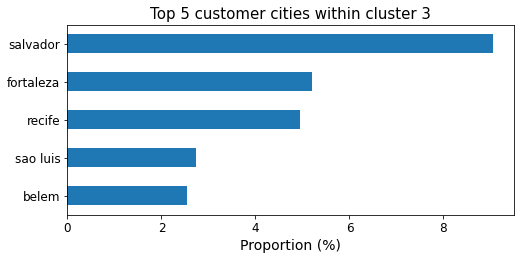 Top 5 customer cities within cluster 3
salvador
fortaleza
recife
sao luis
belem
0 2 4 6 8
Proportion (%)